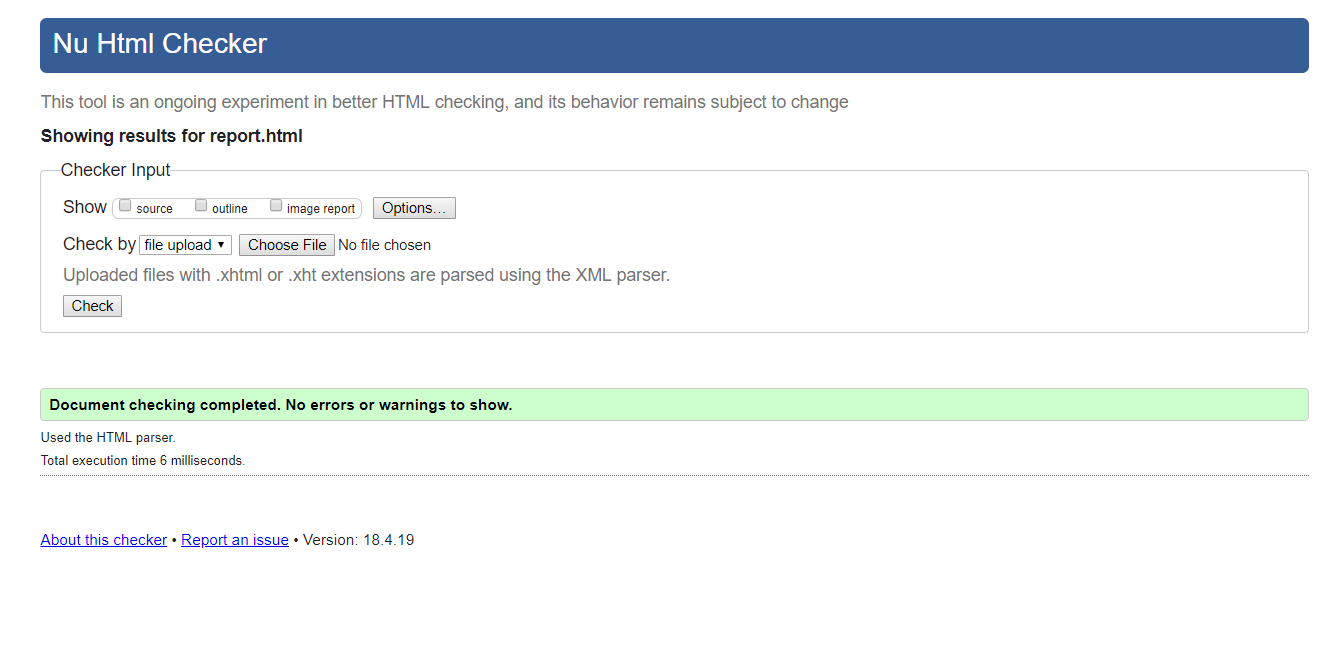 Nu Html Checker
This tool is an ongoing experiment in better HTML checking, and its behavior remains subject to change
Showing results for report.html
Checker Input
Show source outline image report Options…
Check by file upload Choose File No file chosen
Uploaded files with .xhtml or .xht extensions are parsed using the XML parser.
Check
Document checking completed. No errors or warnings to show.
Used the HTML parser.
Total execution time 6 milliseconds.
About this checker • Report an issue • Version: 18.4.19